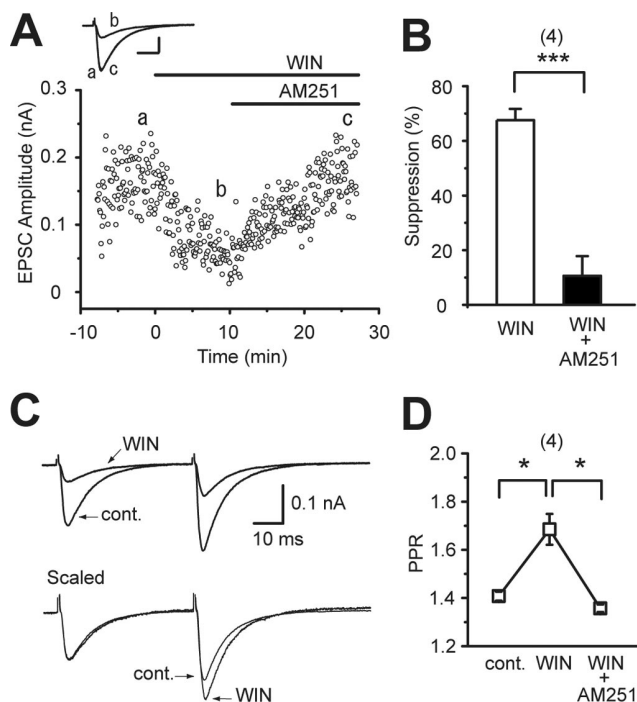 A
b
a
c
WIN
AM251
EPSC Amplitude (nA)
0.3
0.2
0.1
0
a
b
c
-10
0
10
20
30
Time (min)
B
(4)
***
Suppression (%)
80
60
40
20
0
WIN
WIN
+
AM251
C
WIN
cont.
0.1 nA
10 ms
Scaled
cont.
WIN
D
(4)
*
*
PPR
2.0
1.8
1.6
1.4
1.2
cont.
WIN
WIN
+
AM251